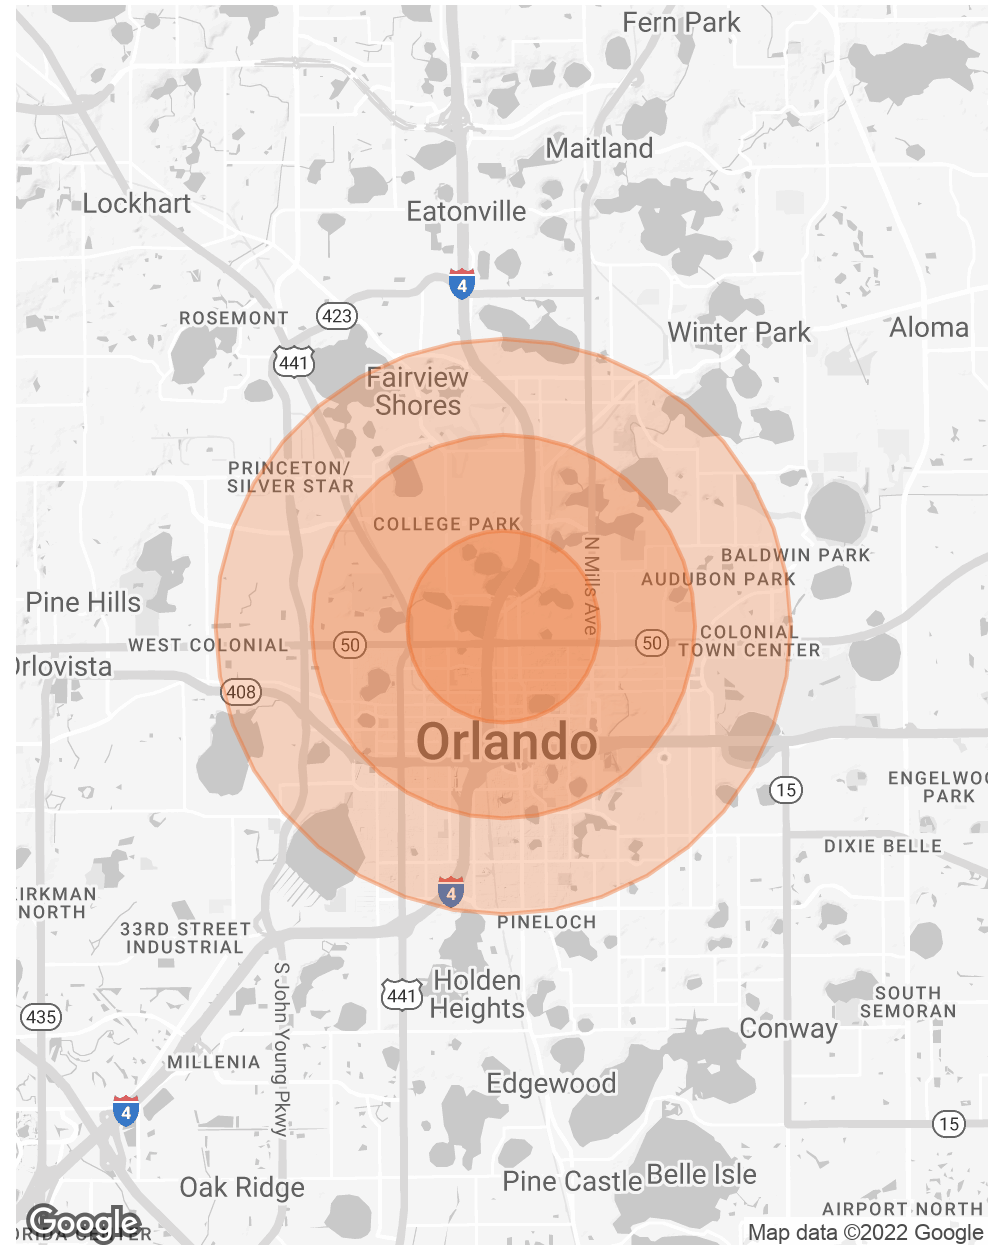 Fern Park
Maitland
Lockhart
Eatonville
4
ROSEMONT
423
Winter Park
Aloma
441
Fairview
Shores
PRINCETON/
SILVER STAR
COLLEGE PARK
N Mills Ave
BALDWIN PARK
AUDUBON PARK
Pine Hills
WEST COLONIAL
50
50
COLONIAL
TOWN CENTER
Orlovista
408
Orlando
15
ENGELWOO
PARK
DIXIE BELLE
4
KIRKMAN
NORTH
33RD STREET
INDUSTRIAL
PINELOCH
S John Young Pkwy
441
Holden
Heights
435
SOUTH
SEMORAN
Conway
MILLENIA
Edgewood
4
15
Oak Ridge
Pine Castle
Belle Isle
AIRPORT NORTH
Google
Map data ©2022 Google